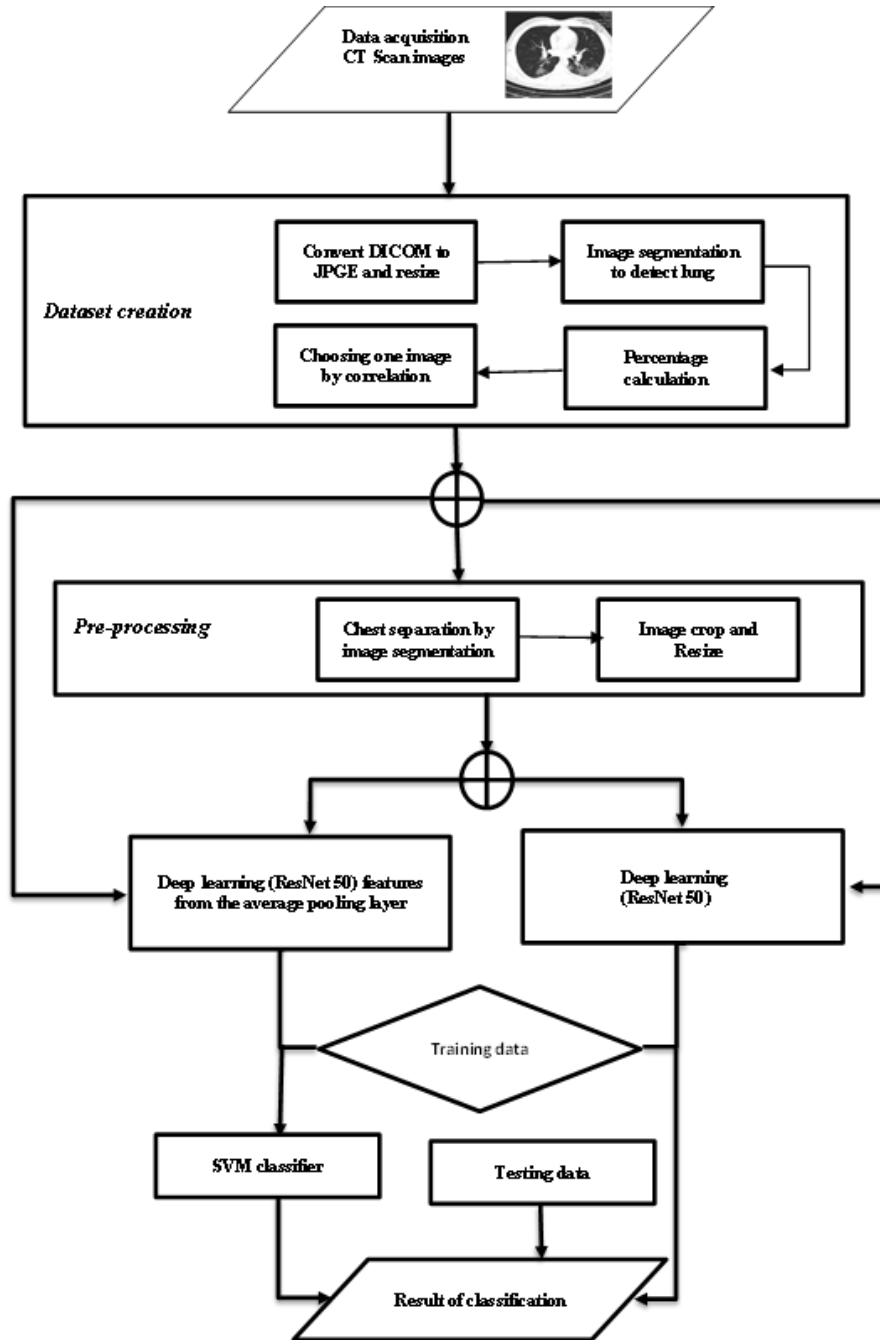 Data acquisition
CT Scan images
Convert DICOM to
JPGE and resize
Image segmentation
to detect lung
Dataset creation
Choosing one image
by correlation
Percentage
calculation
Pre-processing
Chest separation by
image segmentation
Image crop and
Resize
Deep learning (ResNet 50) features
from the average pooling layer
Deep learning
(ResNet 50)
Training data
SVM classifier
Testing data
Result of classification